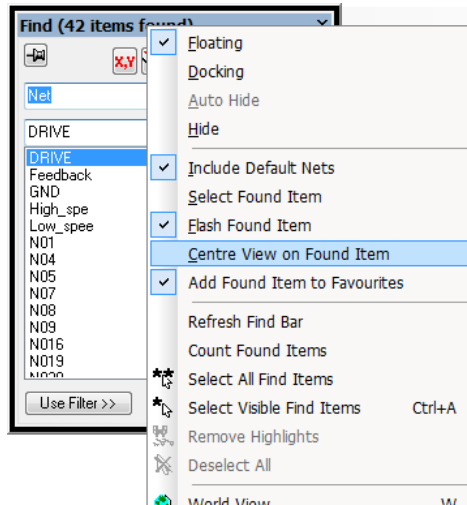 Find (42 items found)
X,Y
Net
DRIVE
DRIVE
Feedback
GND
High_spe
Low_spee
N01
N04
N05
N07
N08
N09
N016
N019
N020
Use Filter >>
Floating
Docking
Auto Hide
Hide
Include Default Nets
Select Found Item
Flash Found Item
Centre View on Found Item
Add Found Item to Favourites
Refresh Find Bar
Count Found Items
Select All Find Items
Select Visible Find Items Ctrl+A
Remove Highlights
Deselect All
World View W